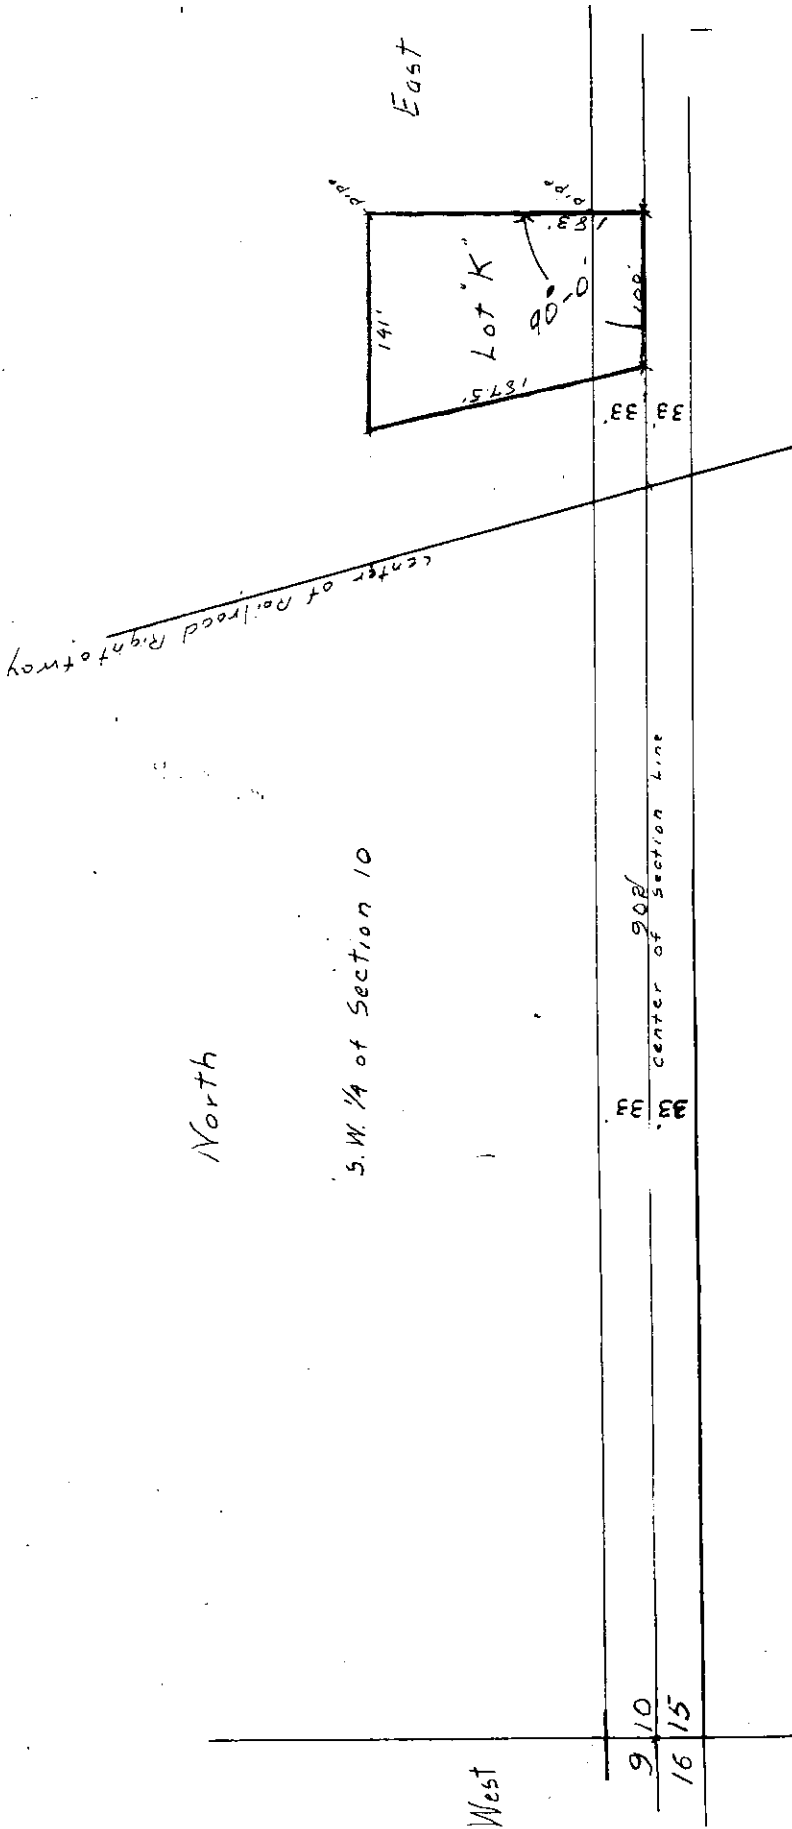 North
S.W. 1/4 of Section 10
West
East
9 10
16 15
center of Railroad Right of way
Lot "K"
141'
187.5'
183'
100'
90°-0'
33'
33'
33'
33'
center of section Line